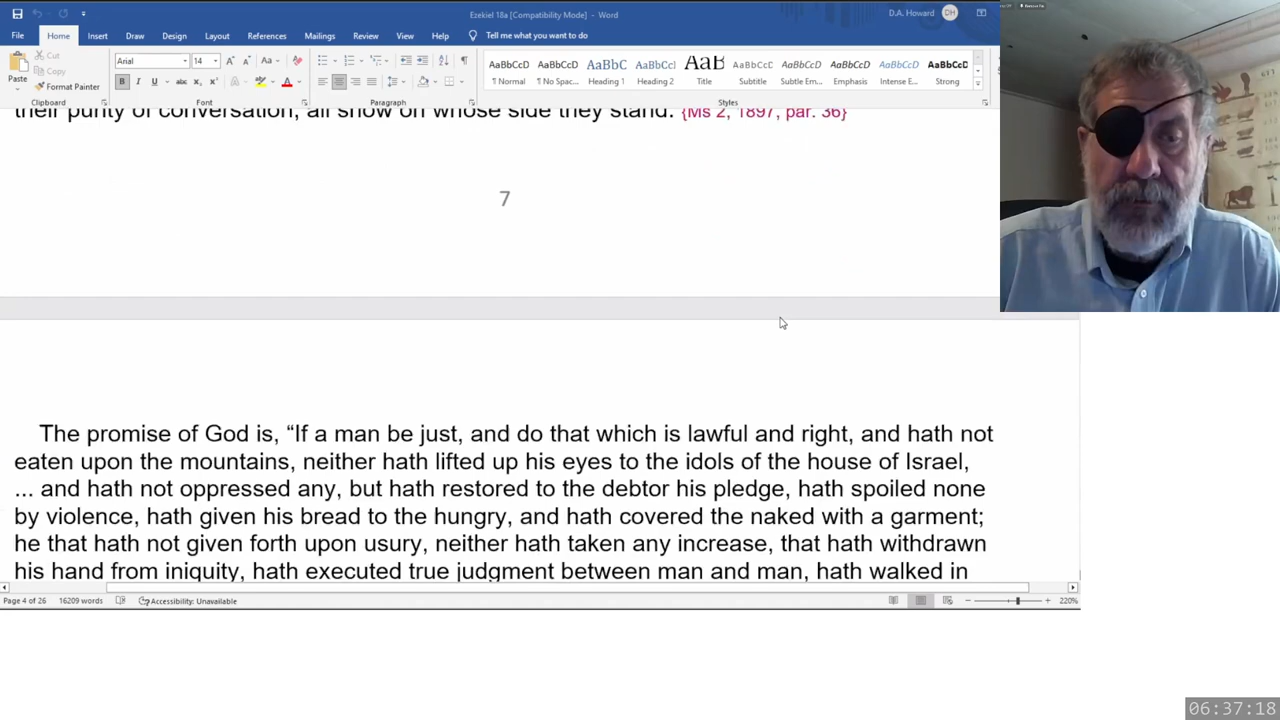 Ezekiel 18a [Compatibility Mode] - Word
D.A. Howard DH
File Home Insert Draw Design Layout References Mailings Review View Help Tell me what you want to do
Paste Cut Copy Format Painter
Arial 14
AaBbCcD AaBbCcD AaBbC AaBbCcl AaB AaBbCcD AaBbCcD AaBbCcD AaBbCcD AaBbCcD
¶ Normal ¶ No Spac... Heading 1 Heading 2 Title Subtitle Subtle Em... Emphasis Intense E... Strong
Clipboard Font Paragraph Styles
their purity of conversation, all show on whose side they stand. {Ms 2, 1897, par. 36}
7
The promise of God is, “If a man be just, and do that which is lawful and right, and hath not
eaten upon the mountains, neither hath lifted up his eyes to the idols of the house of Israel,
... and hath not oppressed any, but hath restored to the debtor his pledge, hath spoiled none
by violence, hath given his bread to the hungry, and hath covered the naked with a garment;
he that hath not given forth upon usury, neither hath taken any increase, that hath withdrawn
his hand from iniquity, hath executed true judgment between man and man, hath walked in
Page 4 of 26 16209 words Accessibility: Unavailable 220%
06:37:18